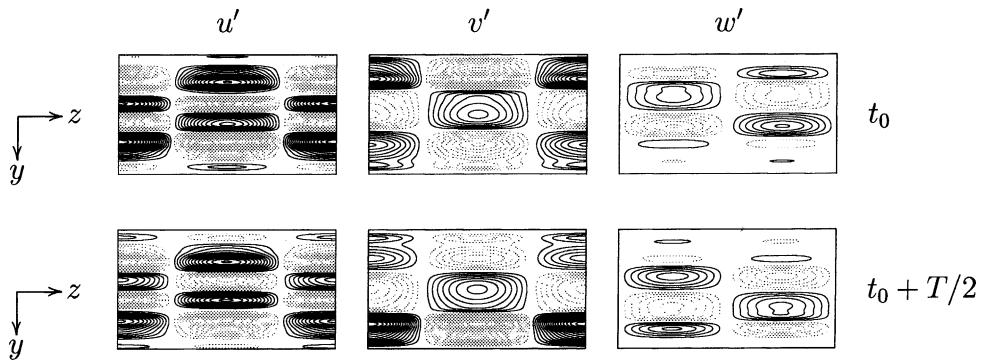 u′ v′ w′
z
y
t₀
z
y
t₀ + T/2